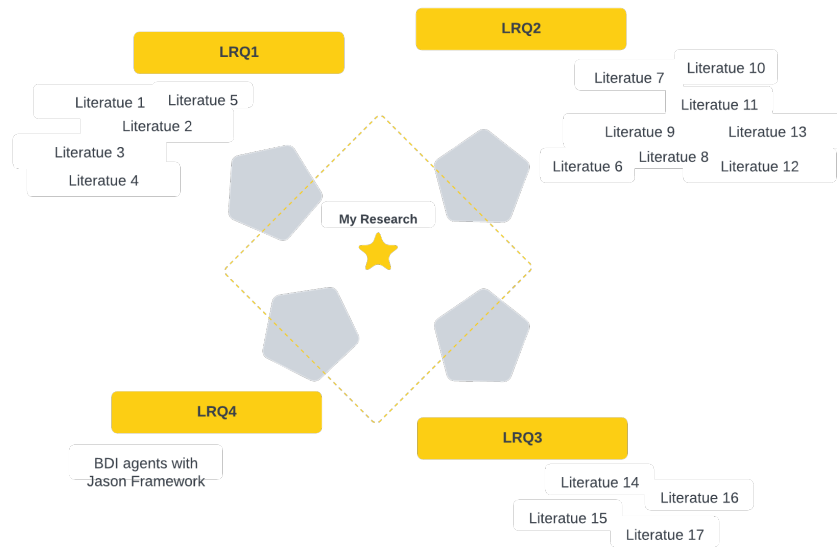 LRQ1
Literatue 1
Literatue 5
Literatue 2
Literatue 3
Literatue 4
LRQ2
Literatue 10
Literatue 7
Literatue 11
Literatue 9
Literatue 13
Literatue 8
Literatue 6
Literatue 12
My Research
LRQ4
BDI agents with
Jason Framework
LRQ3
Literatue 14
Literatue 16
Literatue 15
Literatue 17